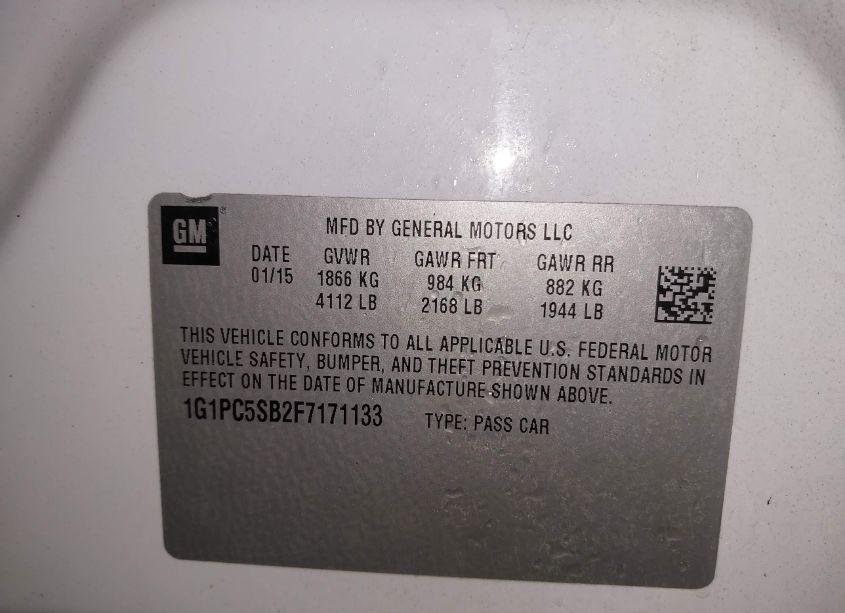 GM
MFD BY GENERAL MOTORS LLC
DATE GVWR GAWR FRT GAWR RR
01/15 1866 KG 984 KG 882 KG
4112 LB 2168 LB 1944 LB
THIS VEHICLE CONFORMS TO ALL APPLICABLE U.S. FEDERAL MOTOR
VEHICLE SAFETY, BUMPER, AND THEFT PREVENTION STANDARDS IN
EFFECT ON THE DATE OF MANUFACTURE SHOWN ABOVE.
1G1PC5SB2F7171133 TYPE: PASS CAR